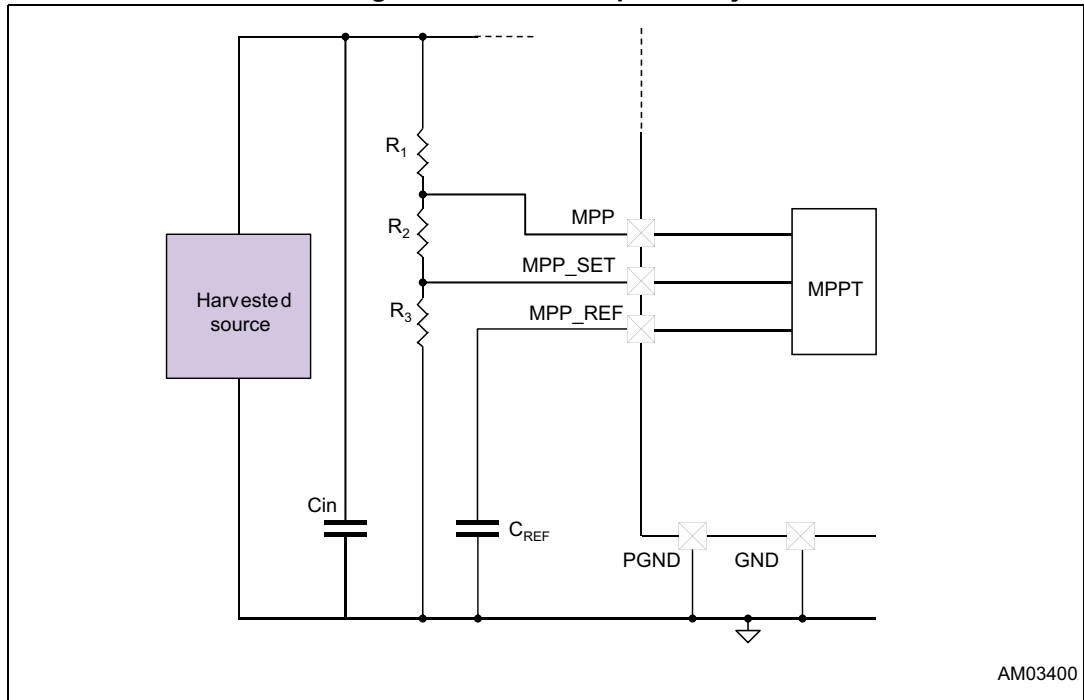 R1
R2
R3
MPP
MPP_SET
MPP_REF
MPPT
Harvested
source
Cin
CREF
PGND
GND
AM03400